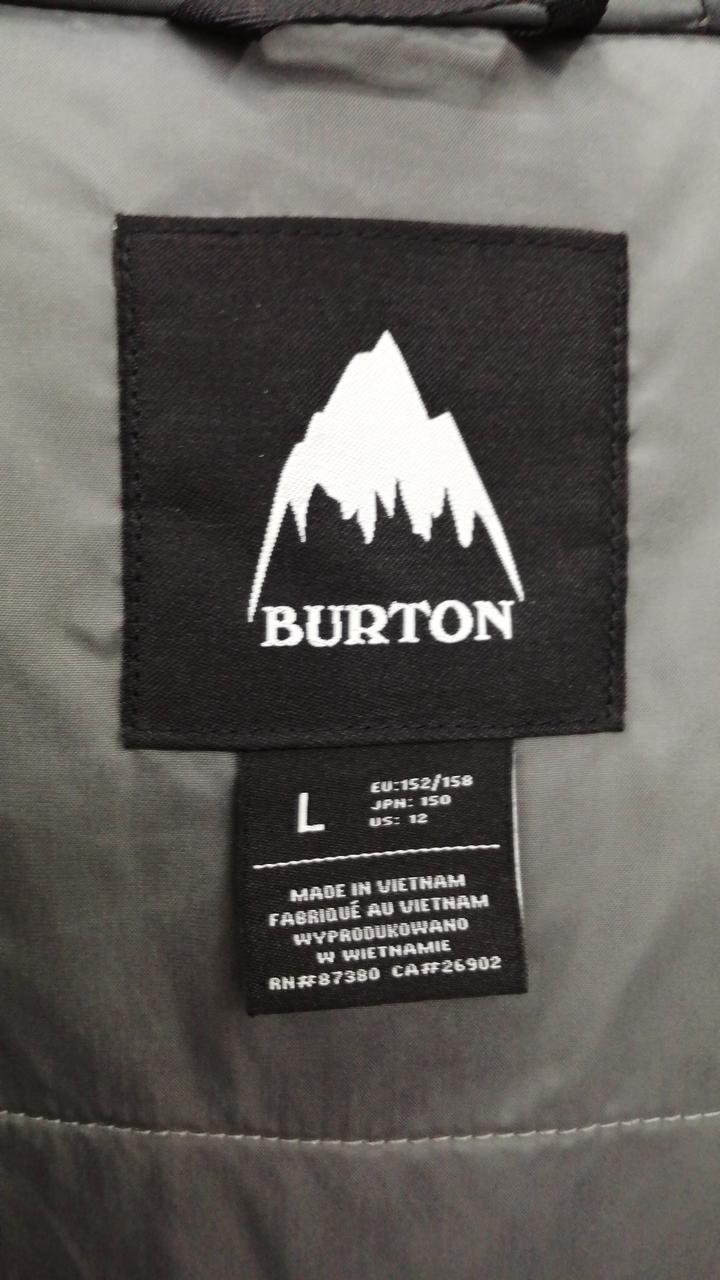 BURTON
L
EU:152/158
JPN: 150
US: 12
MADE IN VIETNAM
FABRIQUÉ AU VIETNAM
WYPRODUKOWANO
W WIETNAMIE
RN#87380 CA#26902